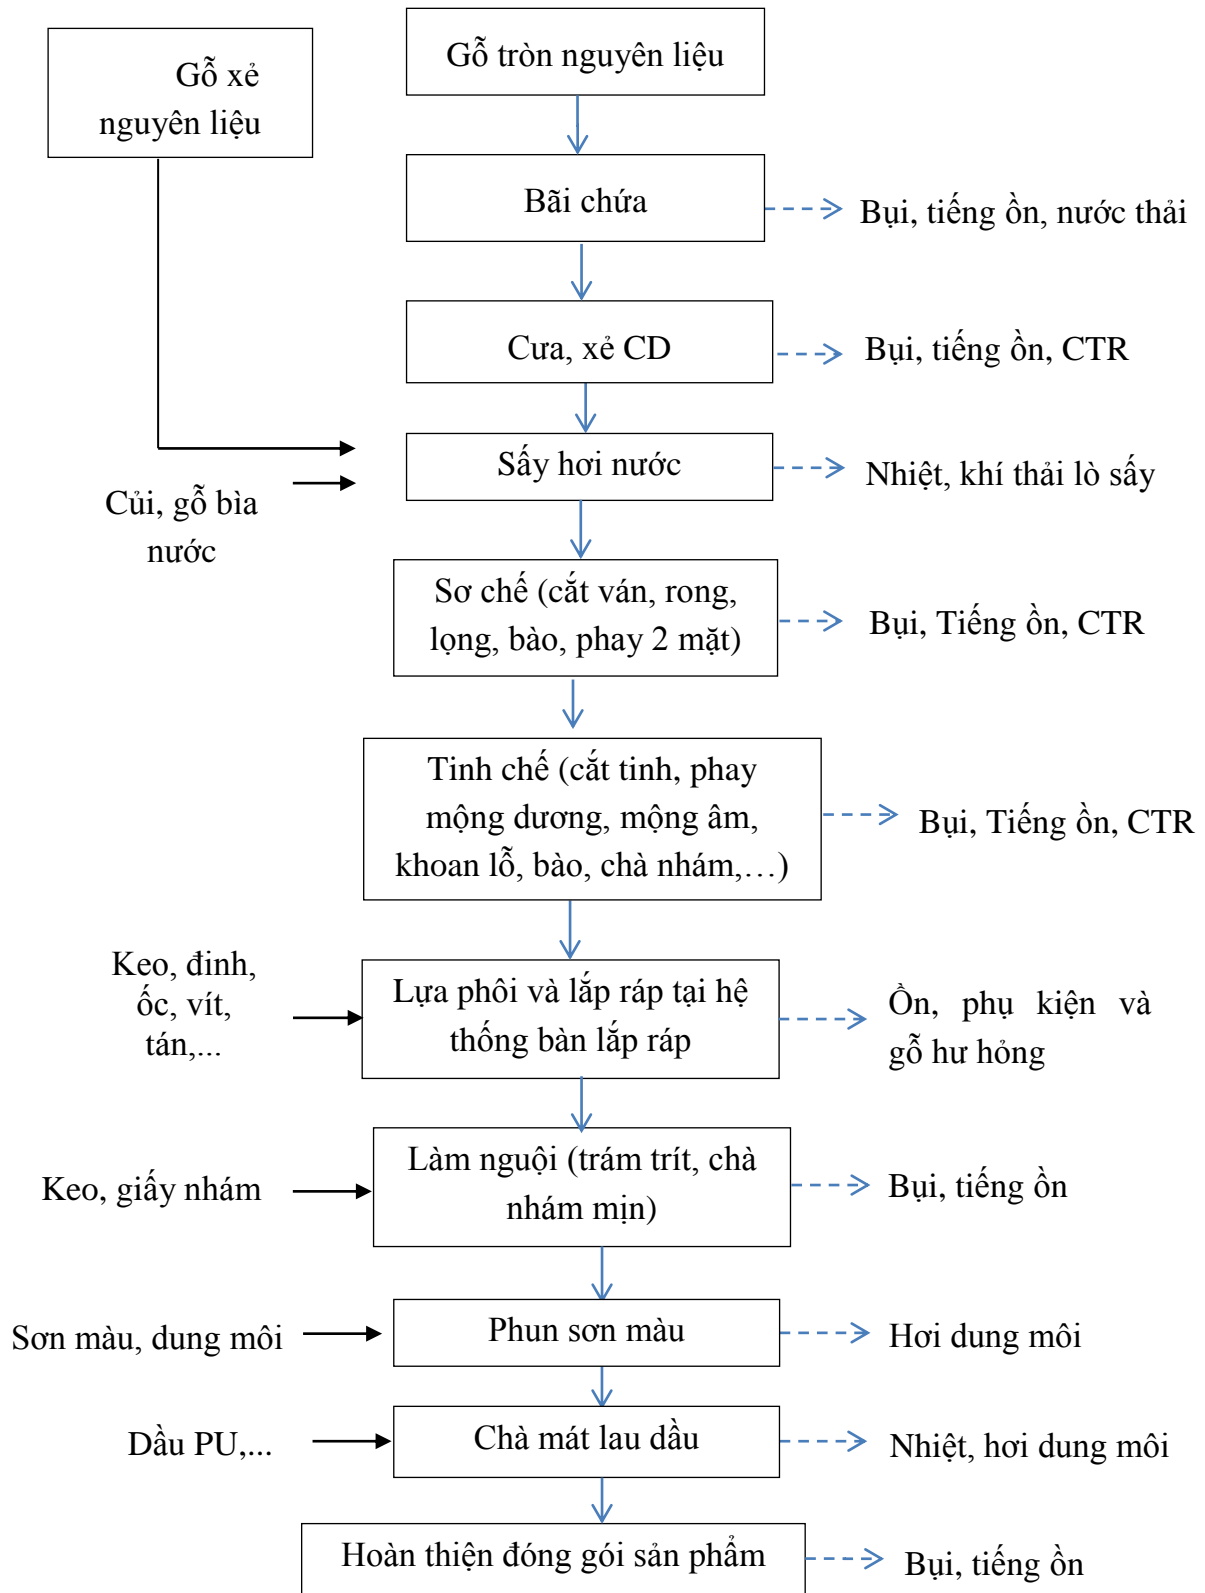 Gỗ tròn nguyên liệu
Gỗ xẻ
nguyên liệu
Bãi chứa
Bụi, tiếng ồn, nước thải
Cưa, xẻ CD
Bụi, tiếng ồn, CTR
Sấy hơi nước
Nhiệt, khí thải lò sấy
Củi, gỗ bìa
nước
Sơ chế (cắt ván, rong,
lọng, bào, phay 2 mặt)
Bụi, Tiếng ồn, CTR
Tinh chế (cắt tinh, phay
mộng dương, mộng âm,
khoan lỗ, bào, chà nhám,…)
Bụi, Tiếng ồn, CTR
Keo, đinh,
ốc, vít,
tán,...
Lựa phôi và lắp ráp tại hệ
thống bàn lắp ráp
Ồn, phụ kiện và
gỗ hư hỏng
Keo, giấy nhám
Làm nguội (trám trít, chà
nhám mịn)
Bụi, tiếng ồn
Sơn màu, dung môi
Phun sơn màu
Hơi dung môi
Dầu PU,...
Chà mát lau dầu
Nhiệt, hơi dung môi
Hoàn thiện đóng gói sản phẩm
Bụi, tiếng ồn